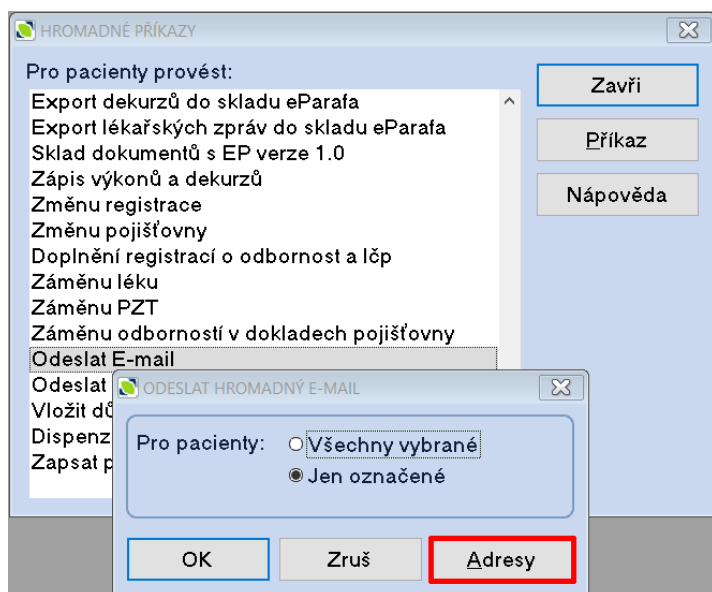 HROMADNÉ PŘÍKAZY
Pro pacienty provést:
Export dekurzů do skladu eParafa
Export lékařských zpráv do skladu eParafa
Sklad dokumentů s EP verze 1.0
Zápis výkonů a dekurzů
Změnu registrace
Změnu pojišťovny
Doplnění registrací o odbornost a lčp
Záměnu léku
Záměnu PZT
Záměnu odborností v dokladech pojišťovny
Odeslat E-mail
Odeslat
Vložit dů
Dispenz
Zapsat p
Zavři
Příkaz
Nápověda
ODESLAT HROMADNÝ E-MAIL
Pro pacienty:
Všechny vybrané
Jen označené
OK
Zruš
Adresy